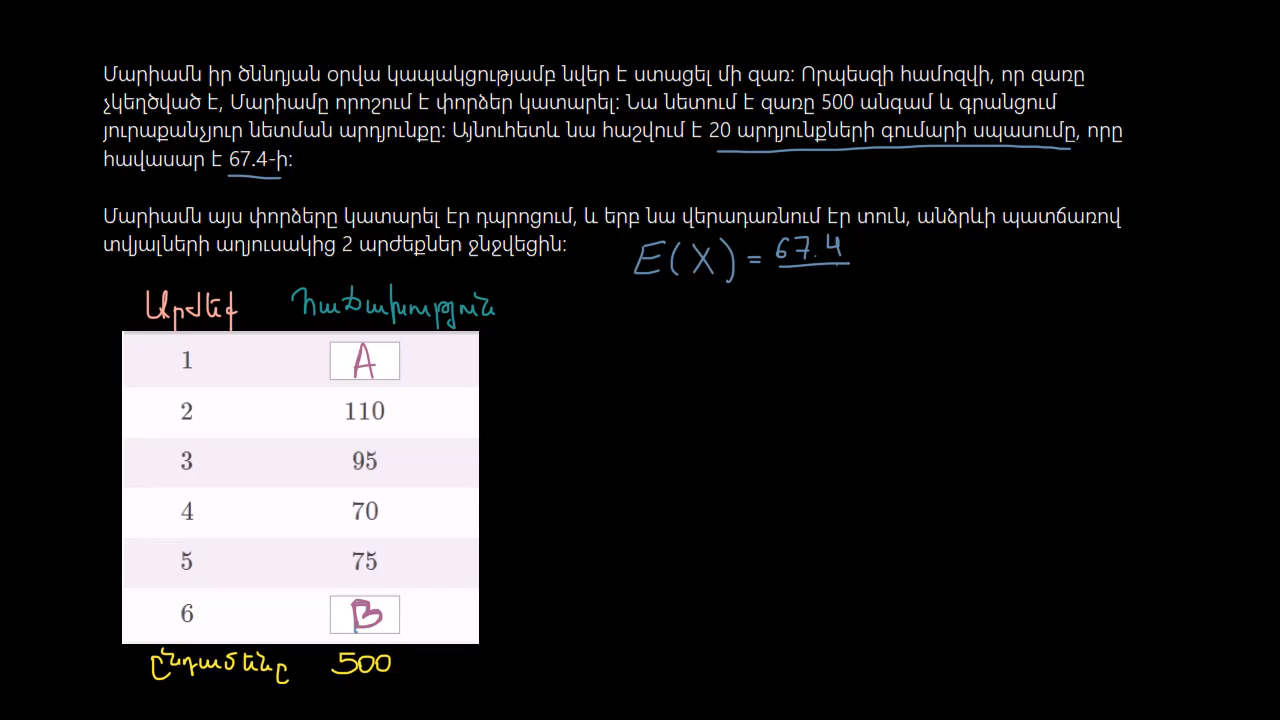 Մարիամն իր ծննդյան օրվա կապակցությամբ նվեր է ստացել մի զառ: Որպեսզի համոզվի, որ զառը
չկեղծված է, Մարիամը որոշում է փորձեր կատարել: Նա նետում է զառը 500 անգամ և գրանցում
յուրաքանչյուր նետման արդյունքը: Այնուհետև նա հաշվում է 20 արդյունքների գումարի սպասումը, որը
հավասար է 67.4-ի:
Մարիամն այս փորձերը կատարել էր դպրոցում, և երբ նա վերադառնում էր տուն, անձրևի պատճառով
տվյալների աղյուսակից 2 արժեքներ ջնջվեցին:
E(X) = 67.4
Արժեք Հաճախություն
1 A
2 110
3 95
4 70
5 75
6 B
ընդամենը 500